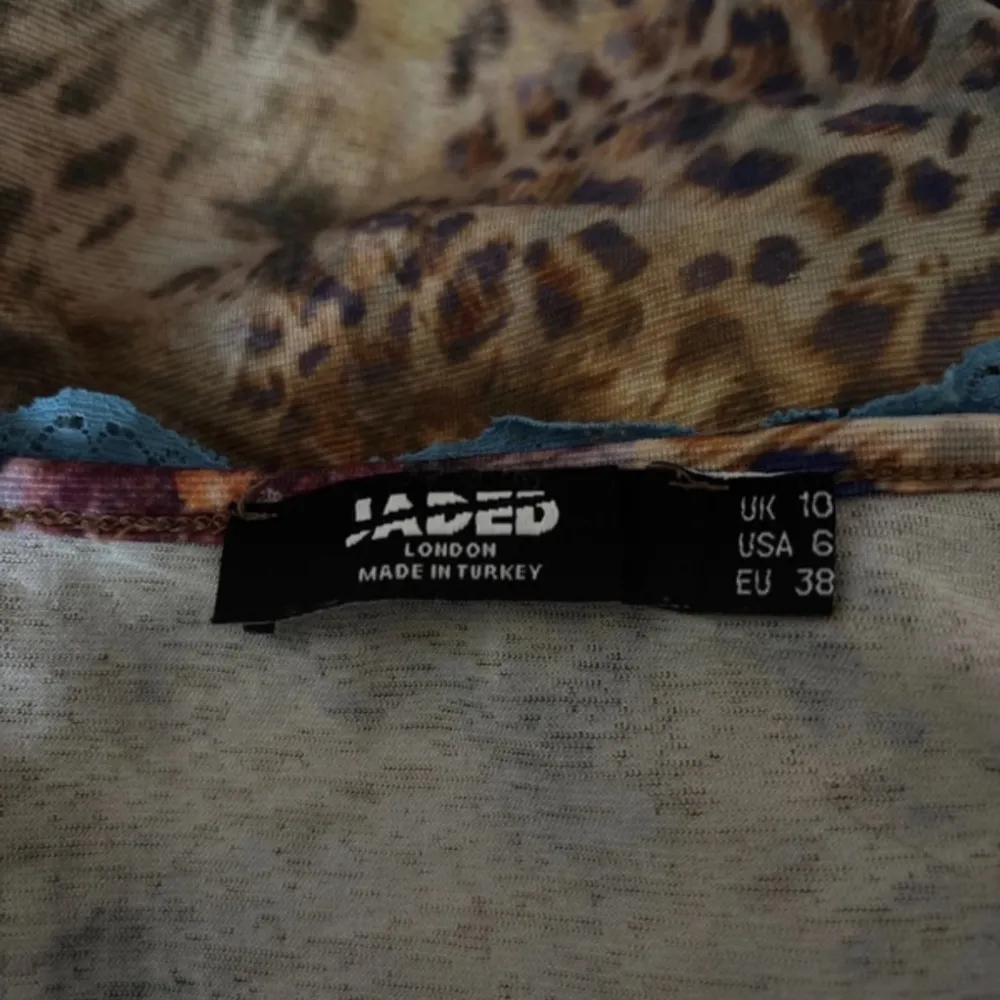 JADED
LONDON
MADE IN TURKEY
UK 10
USA 6
EU 38